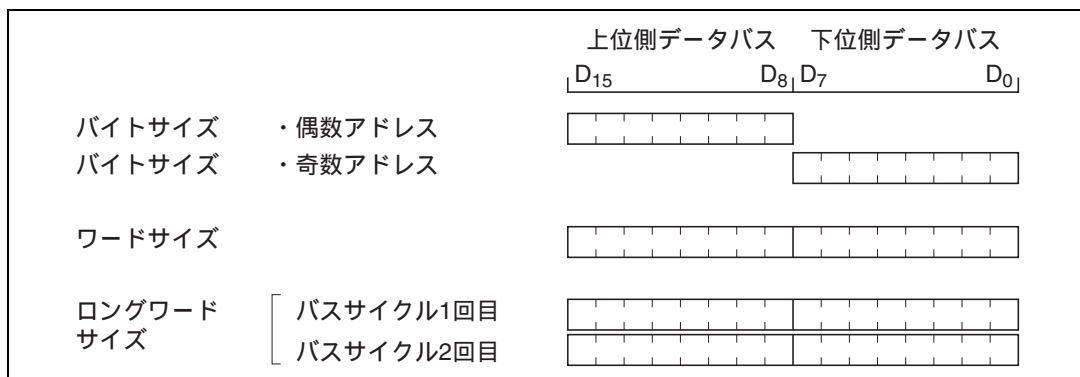 上位側データバス 下位側データバス
D15 D8 D7 D0
バイトサイズ ・偶数アドレス
バイトサイズ ・奇数アドレス
ワードサイズ
ロングワード バスサイクル1回目
サイズ バスサイクル2回目